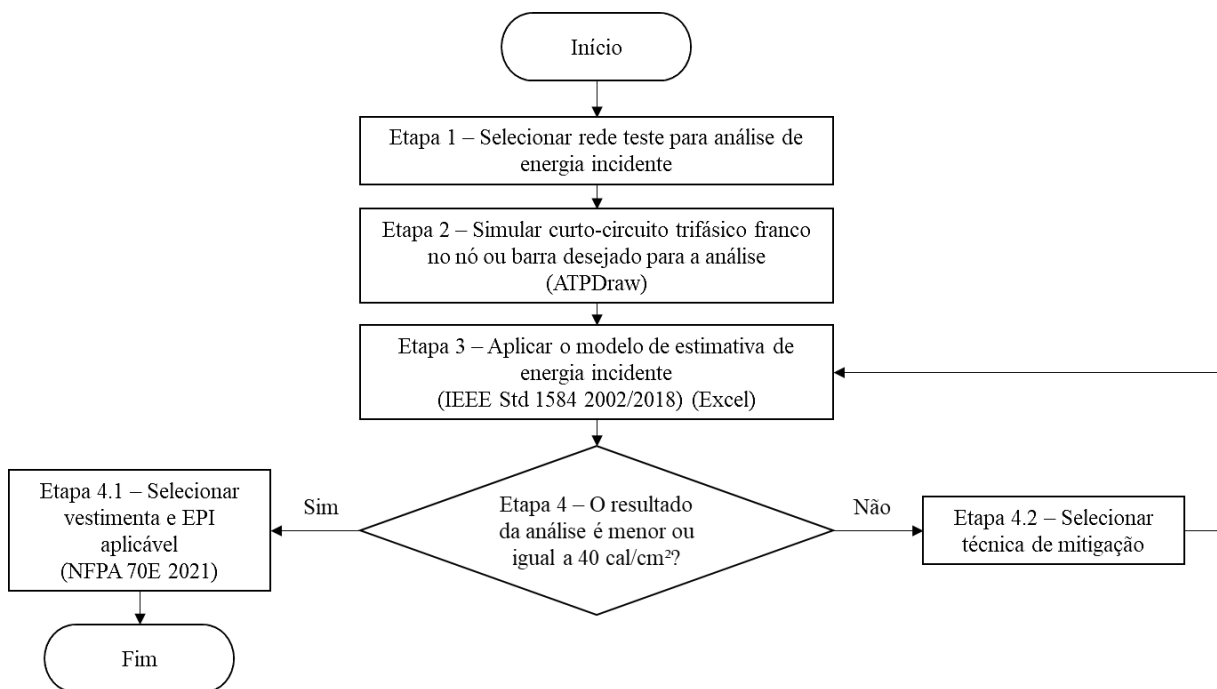 Início
Etapa 1 – Selecionar rede teste para análise de
energia incidente
Etapa 2 – Simular curto-circuito trifásico franco
no nó ou barra desejado para a análise
(ATPDraw)
Etapa 3 – Aplicar o modelo de estimativa de
energia incidente
(IEEE Std 1584 2002/2018) (Excel)
Etapa 4 – O resultado
da análise é menor ou
igual a 40 cal/cm²?
Sim
Etapa 4.1 – Selecionar
vestimenta e EPI
aplicável
(NFPA 70E 2021)
Fim
Não
Etapa 4.2 – Selecionar
técnica de mitigação